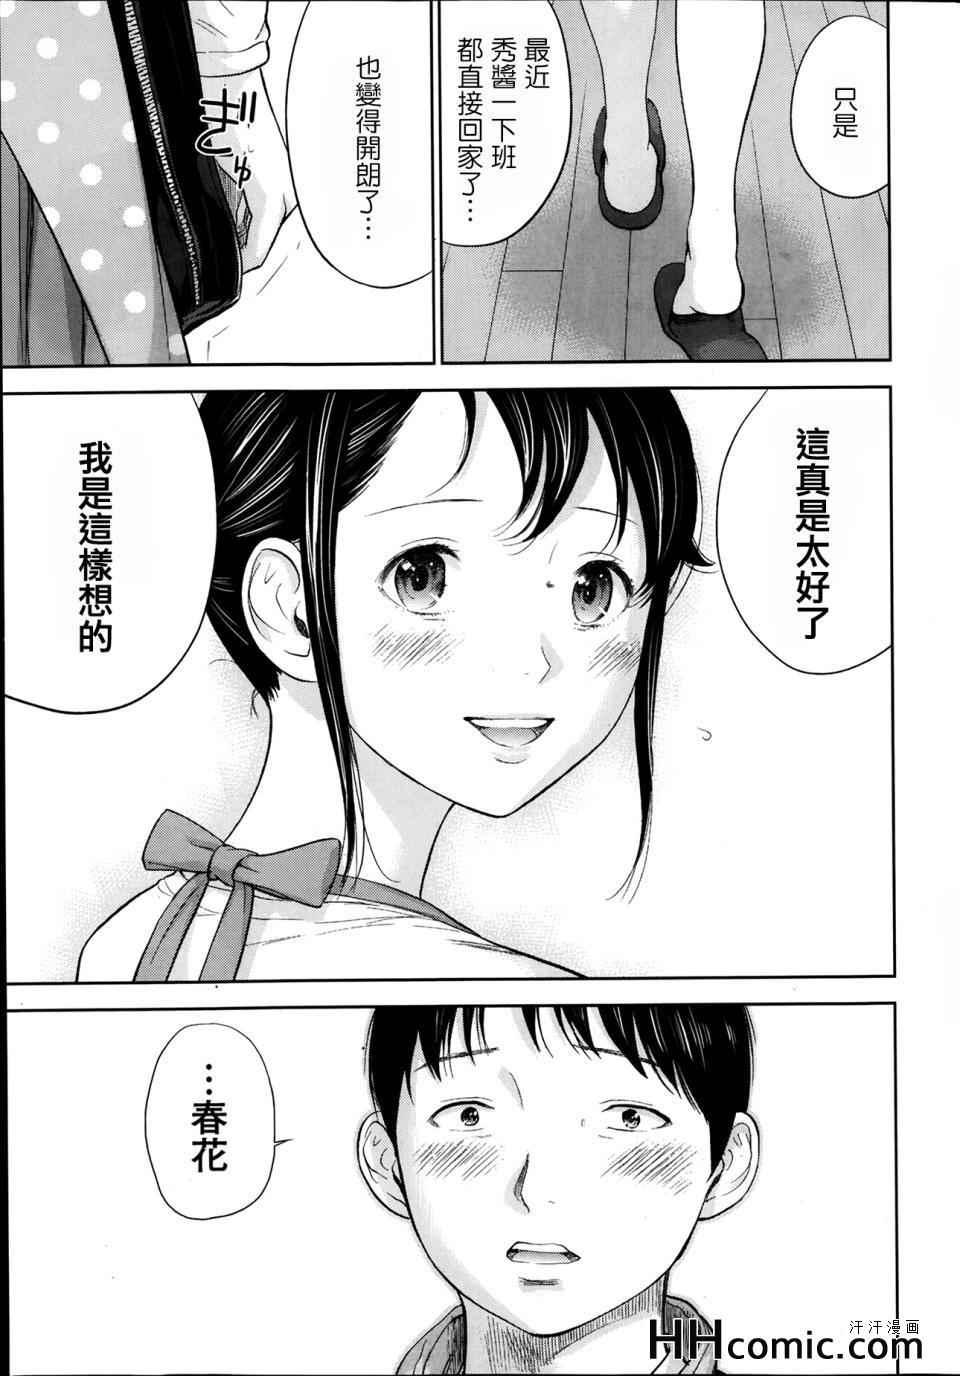 只是
最近
秀醬一下班
都直接回家了…
也變得開朗了…
ぎゅ
這真是太好了
我是這樣想的
…春花
汗汗漫画
HHcomic.com